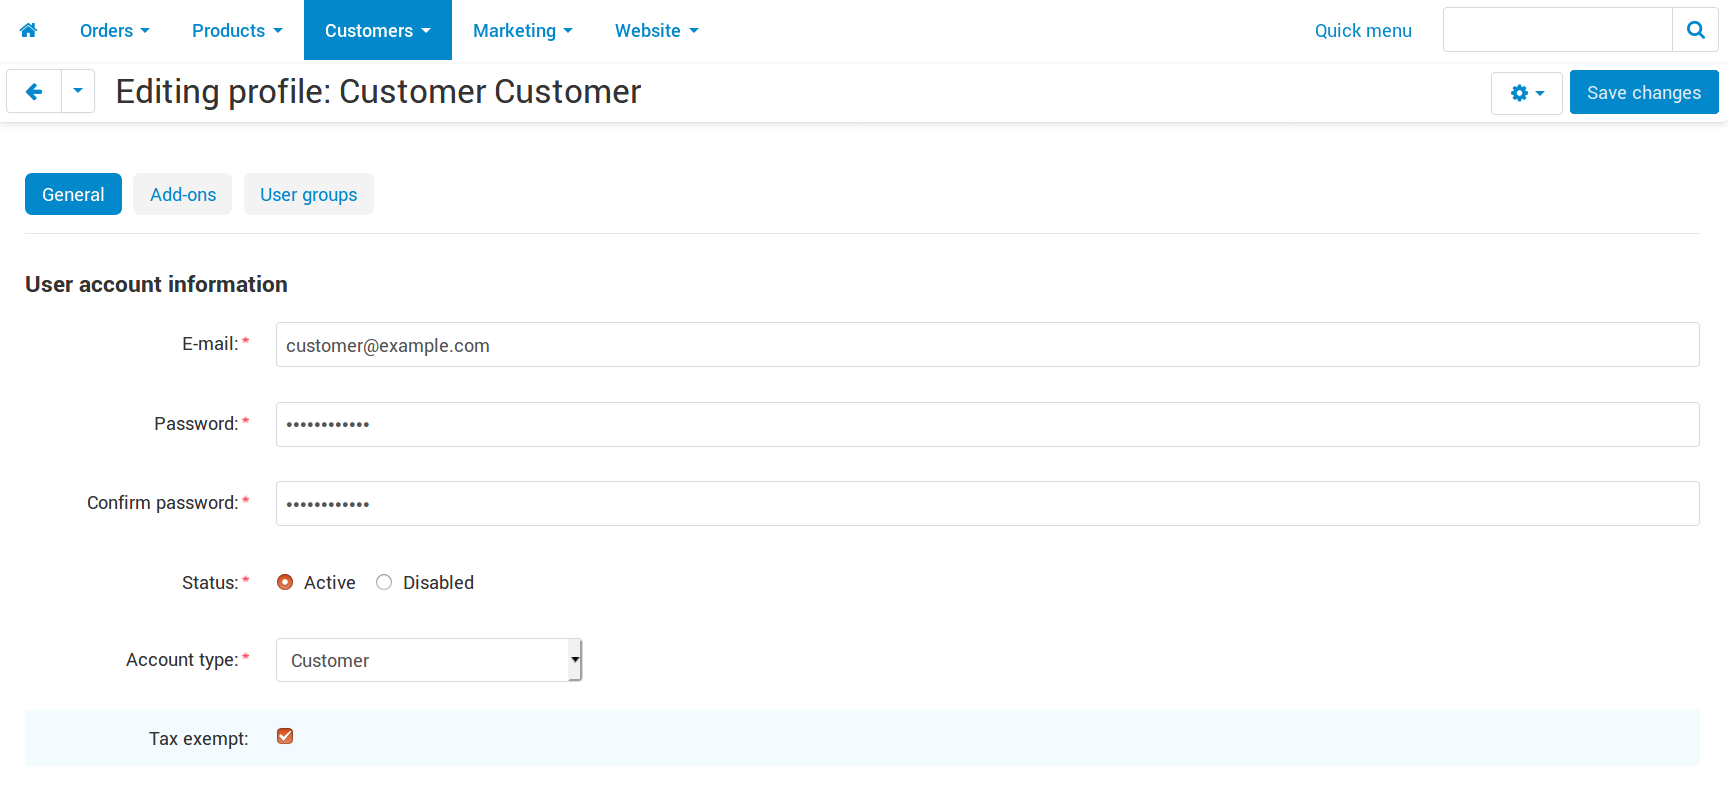 Orders Products Customers Marketing Website Quick menu
Editing profile: Customer Customer Save changes
General Add-ons User groups
User account information
E-mail:* customer@example.com
Password:* ••••••••••••
Confirm password:* ••••••••••••
Status:* Active Disabled
Account type:* Customer
Tax exempt: